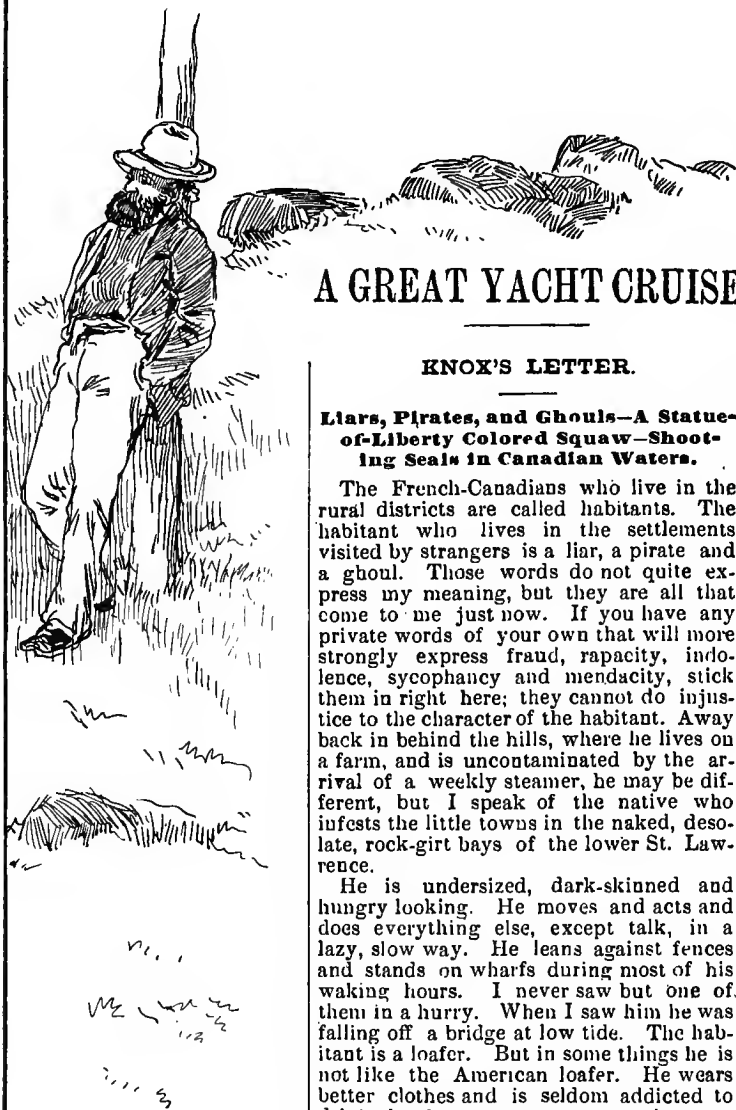 A GREAT YACHT CRUISE
KNOX'S LETTER.
Liars, Pirates, and Ghouls—A Statue-
of-Liberty Colored Squaw—Shoot-
ing Seals in Canadian Waters.
The French-Canadians who live in the
rural districts are called habitants. The
habitant who lives in the settlements
visited by strangers is a liar, a pirate and
a ghoul. Those words do not quite ex-
press my meaning, but they are all that
come to me just now. If you have any
private words of your own that will more
strongly express fraud, rapacity, indo-
lence, sycophancy and mendacity, stick
them in right here; they cannot do injus-
tice to the character of the habitant. Away
back in behind the hills, where he lives on
a farm, and is uncontaminated by the ar-
rival of a weekly steamer, he may be dif-
ferent, but I speak of the native who
infests the little towns in the naked, deso-
late, rock-girt bays of the lower St. Law-
rence.
He is undersized, dark-skinned and
hungry looking. He moves and acts and
does everything else, except talk, in a
lazy, slow way. He leans against fences
and stands on wharfs during most of his
waking hours. I never saw but one of
them in a hurry. When I saw him he was
falling off a bridge at low tide. The hab-
itant is a loafer. But in some things he is
not like the American loafer. He wears
better clothes and is seldom addicted to